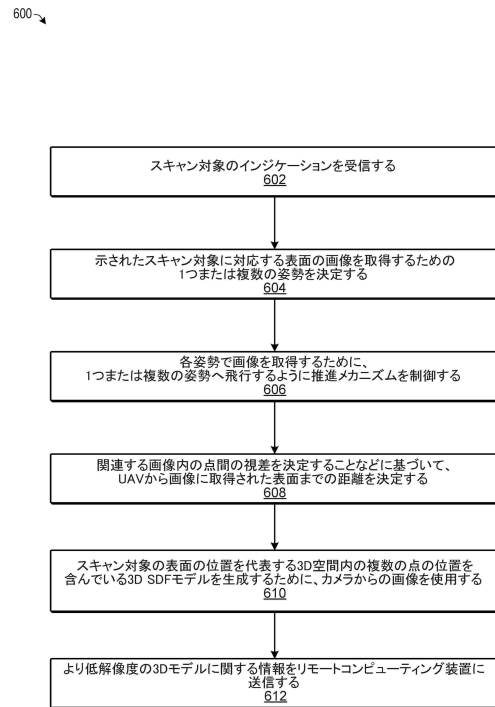 600
スキャン対象のインジケーションを受信する
602
示されたスキャン対象に対応する表面の画像を取得するための
1つまたは複数の姿勢を決定する
604
各姿勢で画像を取得するために、
1つまたは複数の姿勢へ飛行するように推進メカニズムを制御する
606
関連する画像内の点間の視差を決定することなどに基づいて、
UAVから画像に取得された表面までの距離を決定する
608
スキャン対象の表面の位置を代表する3D空間内の複数の点の位置を
含んでいる3D SDFモデルを生成するために、カメラからの画像を使用する
610
より低解像度の3Dモデルに関する情報をリモートコンピューティング装置に
送信する
612